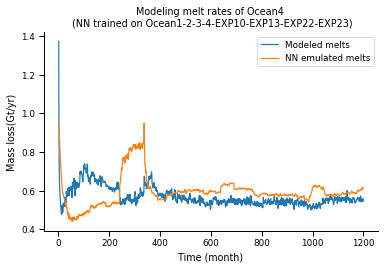 Modeling melt rates of Ocean4
(NN trained on Ocean1-2-3-4-EXP10-EXP13-EXP22-EXP23)
Modeled melts
NN emulated melts
Mass loss(Gt/yr)
1.4
1.2
1.0
0.8
0.6
0.4
0
200
400
600
800
1000
1200
Time (month)